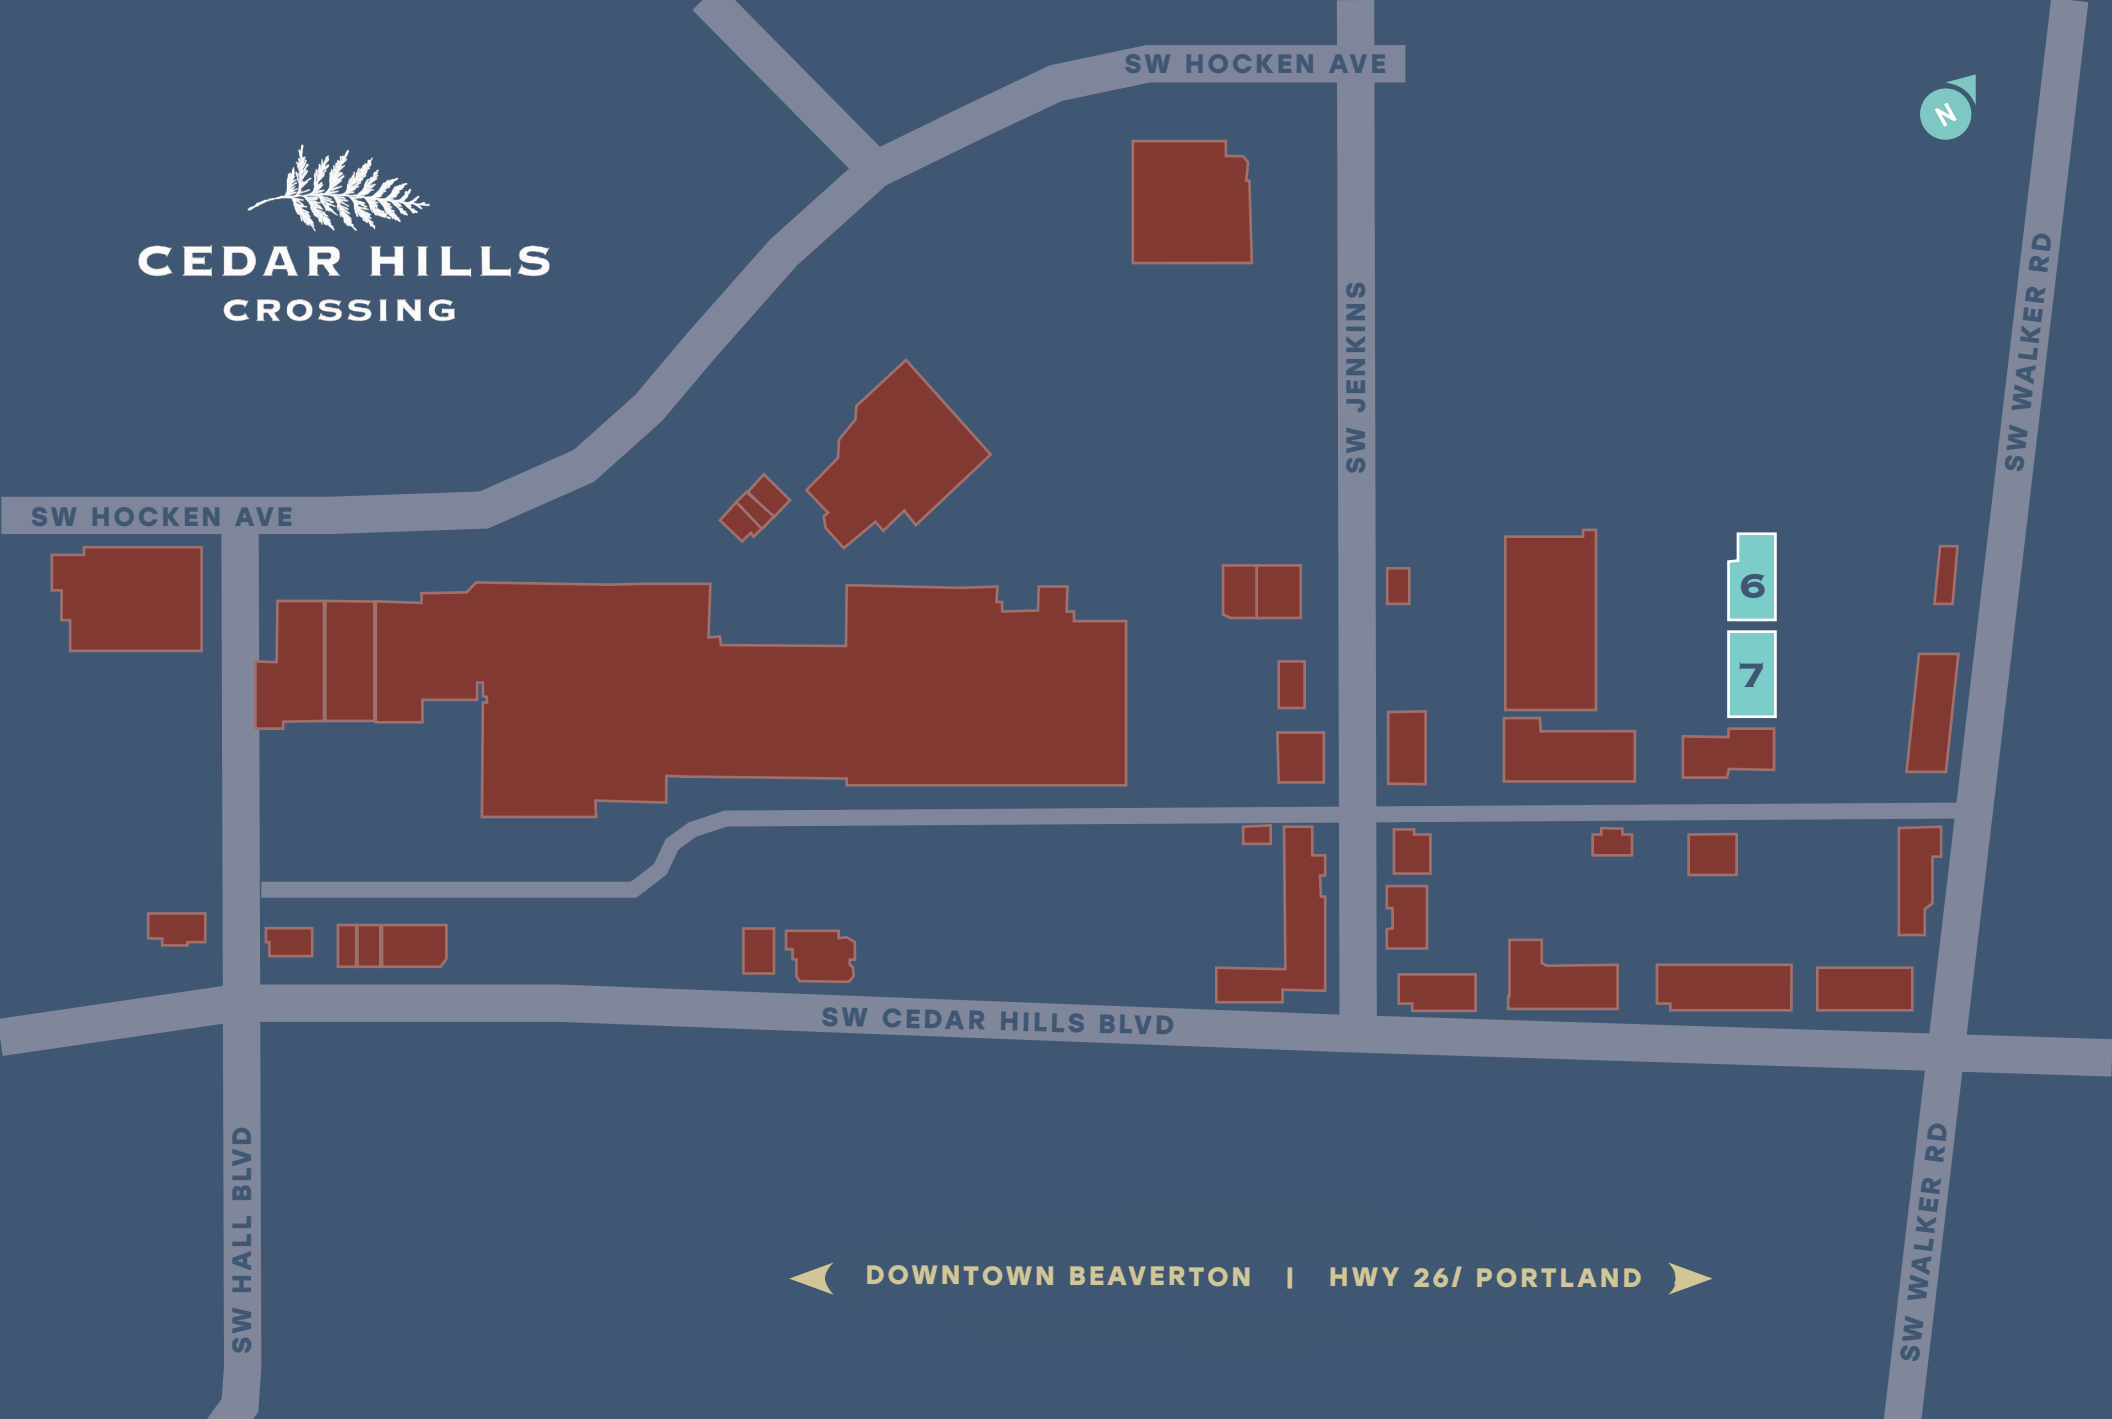 SW HOCKEN AVE
N
CEDAR HILLS
CROSSING
SW WALKER RD
SW JENKINS
SW HOCKEN AVE
6
7
SW CEDAR HILLS BLVD
SW HALL BLVD
SW WALKER RD
DOWNTOWN BEAVERTON | HWY 26/ PORTLAND